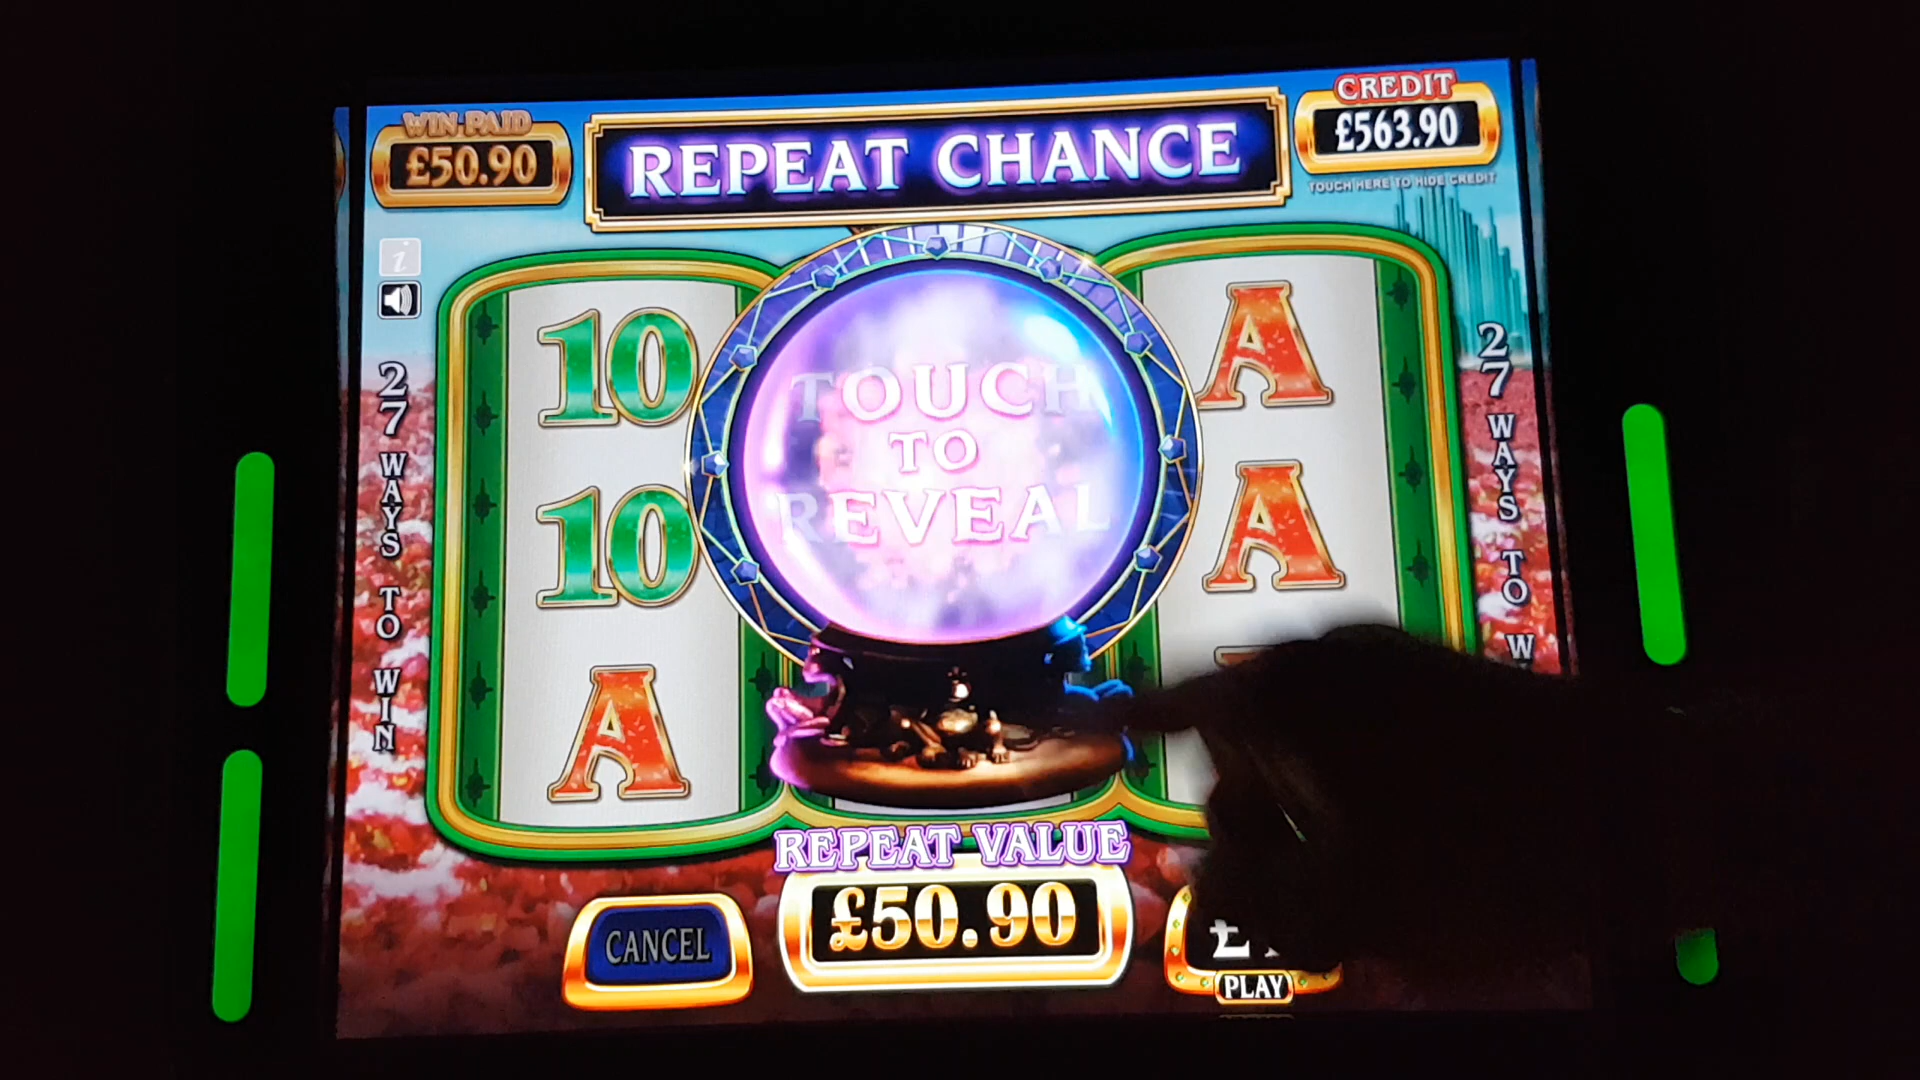 WIN PAID
£50.90
REPEAT CHANCE
CREDIT
£563.90
TOUCH HERE TO HIDE CREDIT
i
27 WAYS TO WIN
10
10
A
TOUCH
TO
REVEAL
A
A
27 WAYS TO
REPEAT VALUE
£50.90
CANCEL
£
PLAY